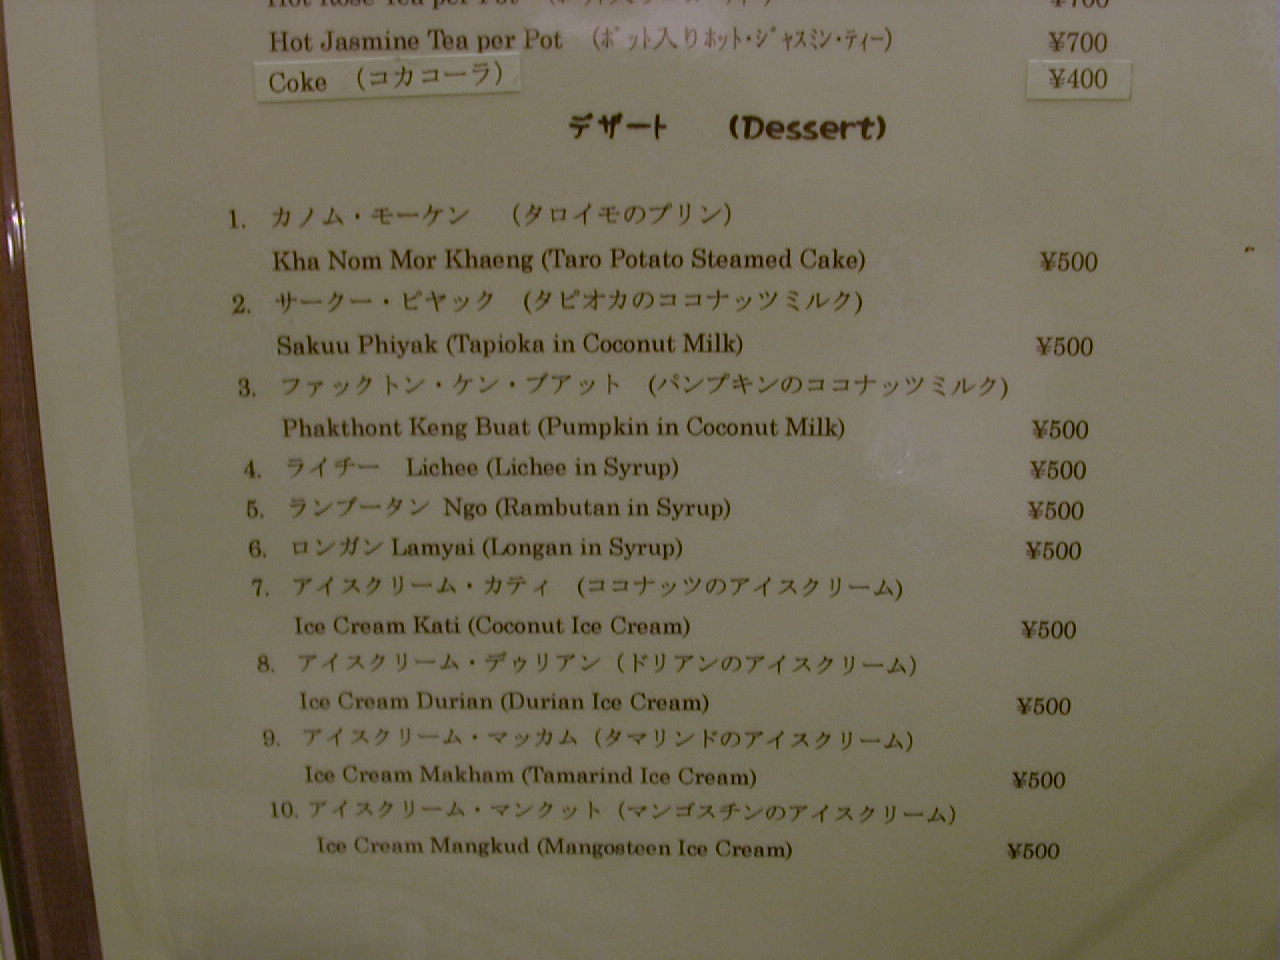 Hot Rose Tea per Pot ¥700
Hot Jasmine Tea per Pot (ポット入りホット・ジャスミン・ティー) ¥700
Coke (コカコーラ) ¥400
デザート (Dessert)
1. カノム・モーケン (タロイモのプリン)
Kha Nom Mor Khaeng (Taro Potato Steamed Cake) ¥500
2. サークー・ピヤック (タピオカのココナッツミルク)
Sakuu Phiyak (Tapioka in Coconut Milk) ¥500
3. ファックトン・ケン・ブアット (パンプキンのココナッツミルク)
Phakthont Keng Buat (Pumpkin in Coconut Milk) ¥500
4. ライチー Lichee (Lichee in Syrup) ¥500
5. ランブータン Ngo (Rambutan in Syrup) ¥500
6. ロンガン Lamyai (Longan in Syrup) ¥500
7. アイスクリーム・カティ (ココナッツのアイスクリーム)
Ice Cream Kati (Coconut Ice Cream) ¥500
8. アイスクリーム・デゥリアン (ドリアンのアイスクリーム)
Ice Cream Durian (Durian Ice Cream) ¥500
9. アイスクリーム・マッカム (タマリンドのアイスクリーム)
Ice Cream Makham (Tamarind Ice Cream) ¥500
10. アイスクリーム・マンクット (マンゴスチンのアイスクリーム)
Ice Cream Mangkud (Mangosteen Ice Cream) ¥500